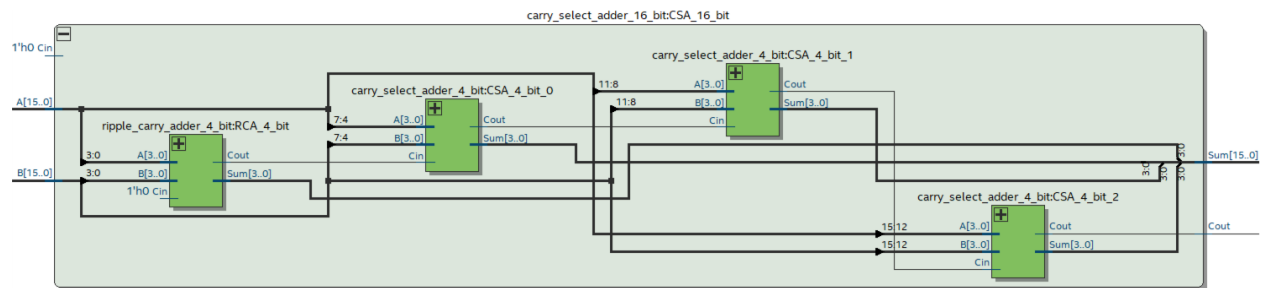 carry_select_adder_16_bit:CSA_16_bit
1'h0 Cin
carry_select_adder_4_bit:CSA_4_bit_1
11:8 A[3..0] Cout
11:8 B[3..0] Sum[3..0]
Cin
carry_select_adder_4_bit:CSA_4_bit_0
7:4 A[3..0] Cout
7:4 B[3..0] Sum[3..0]
Cin
A[15..0]
ripple_carry_adder_4_bit:RCA_4_bit
3:0 A[3..0] Cout
B[15..0] 3:0 B[3..0] Sum[3..0]
1'h0 Cin
3:0
3:0
3:0
3:0
Sum[15..0]
carry_select_adder_4_bit:CSA_4_bit_2
15:12 A[3..0] Cout
Cout
15:12 B[3..0] Sum[3..0]
Cin